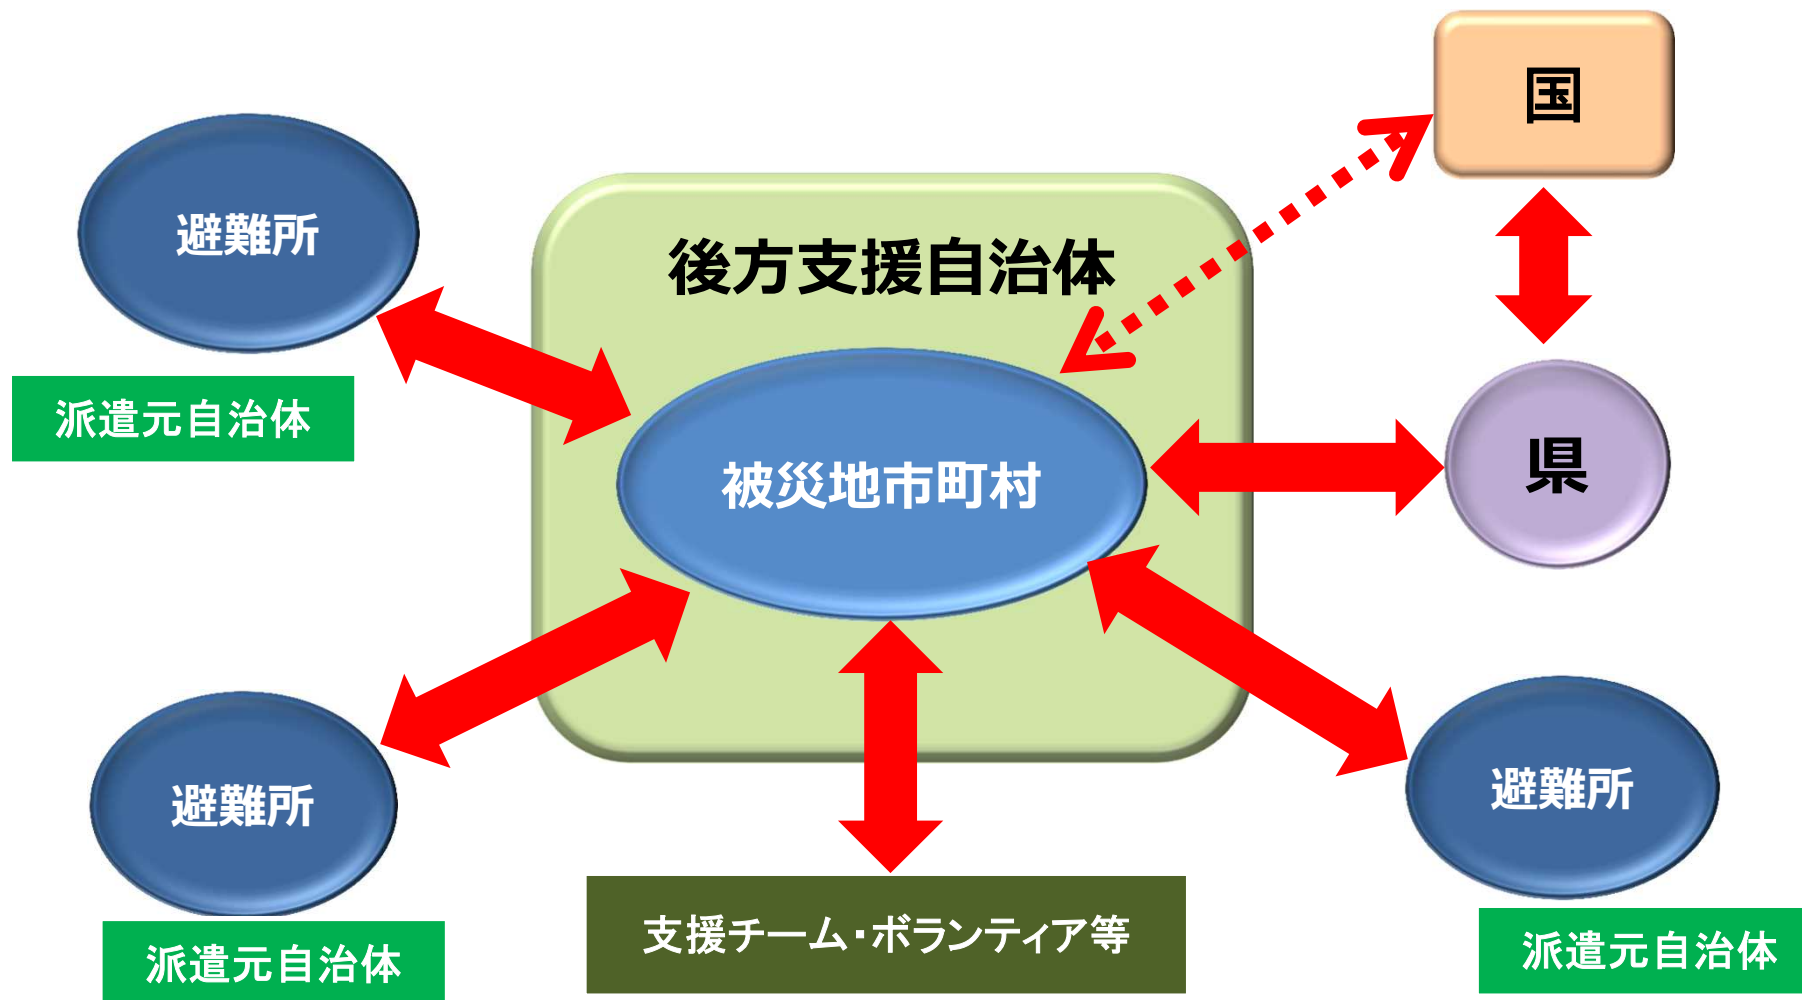 国
避難所
後方支援自治体
派遣元自治体
被災地市町村
県
避難所
避難所
支援チーム・ボランティア等
派遣元自治体
派遣元自治体